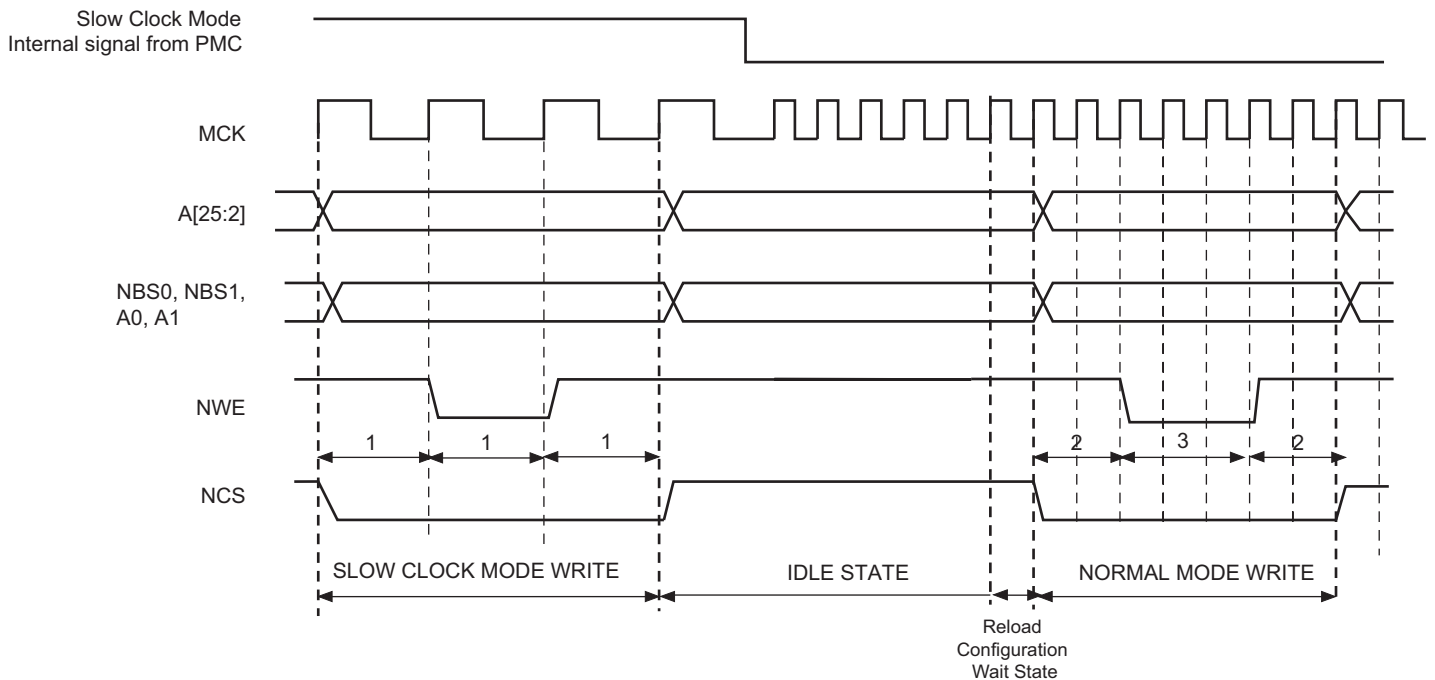 Slow Clock Mode
Internal signal from PMC
MCK
A[25:2]
NBS0, NBS1,
A0, A1
NWE
1 1 1 2 3 2
NCS
SLOW CLOCK MODE WRITE IDLE STATE NORMAL MODE WRITE
Reload
Configuration
Wait State